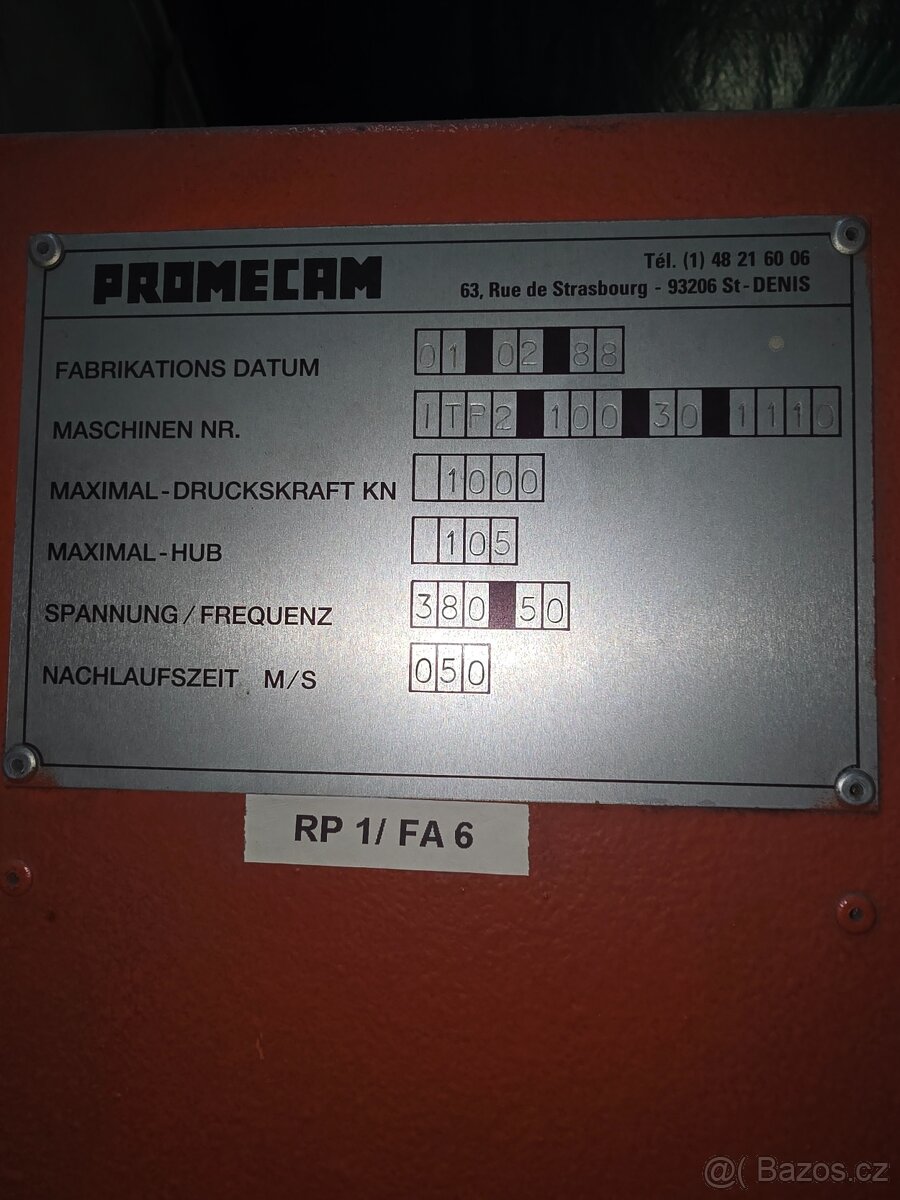 PROMECAM
Tél. (1) 48 21 60 06
63, Rue de Strasbourg - 93206 St-DENIS
FABRIKATIONS DATUM 01 02 88
MASCHINEN NR. ITP2 100 30 1110
MAXIMAL-DRUCKSKRAFT KN 1000
MAXIMAL-HUB 105
SPANNUNG/FREQUENZ 380 50
NACHLAUFSZEIT M/S 050
RP 1/ FA 6
@( Bazos.cz